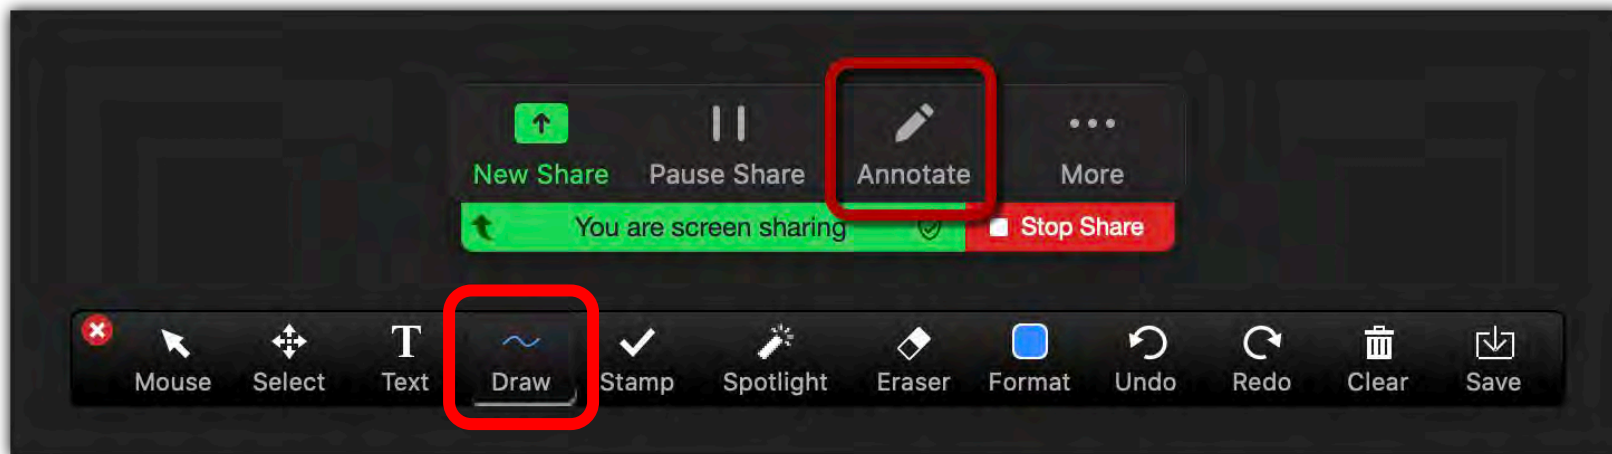 New Share Pause Share Annotate More
You are screen sharing Stop Share
Mouse Select Text Draw Stamp Spotlight Eraser Format Undo Redo Clear Save